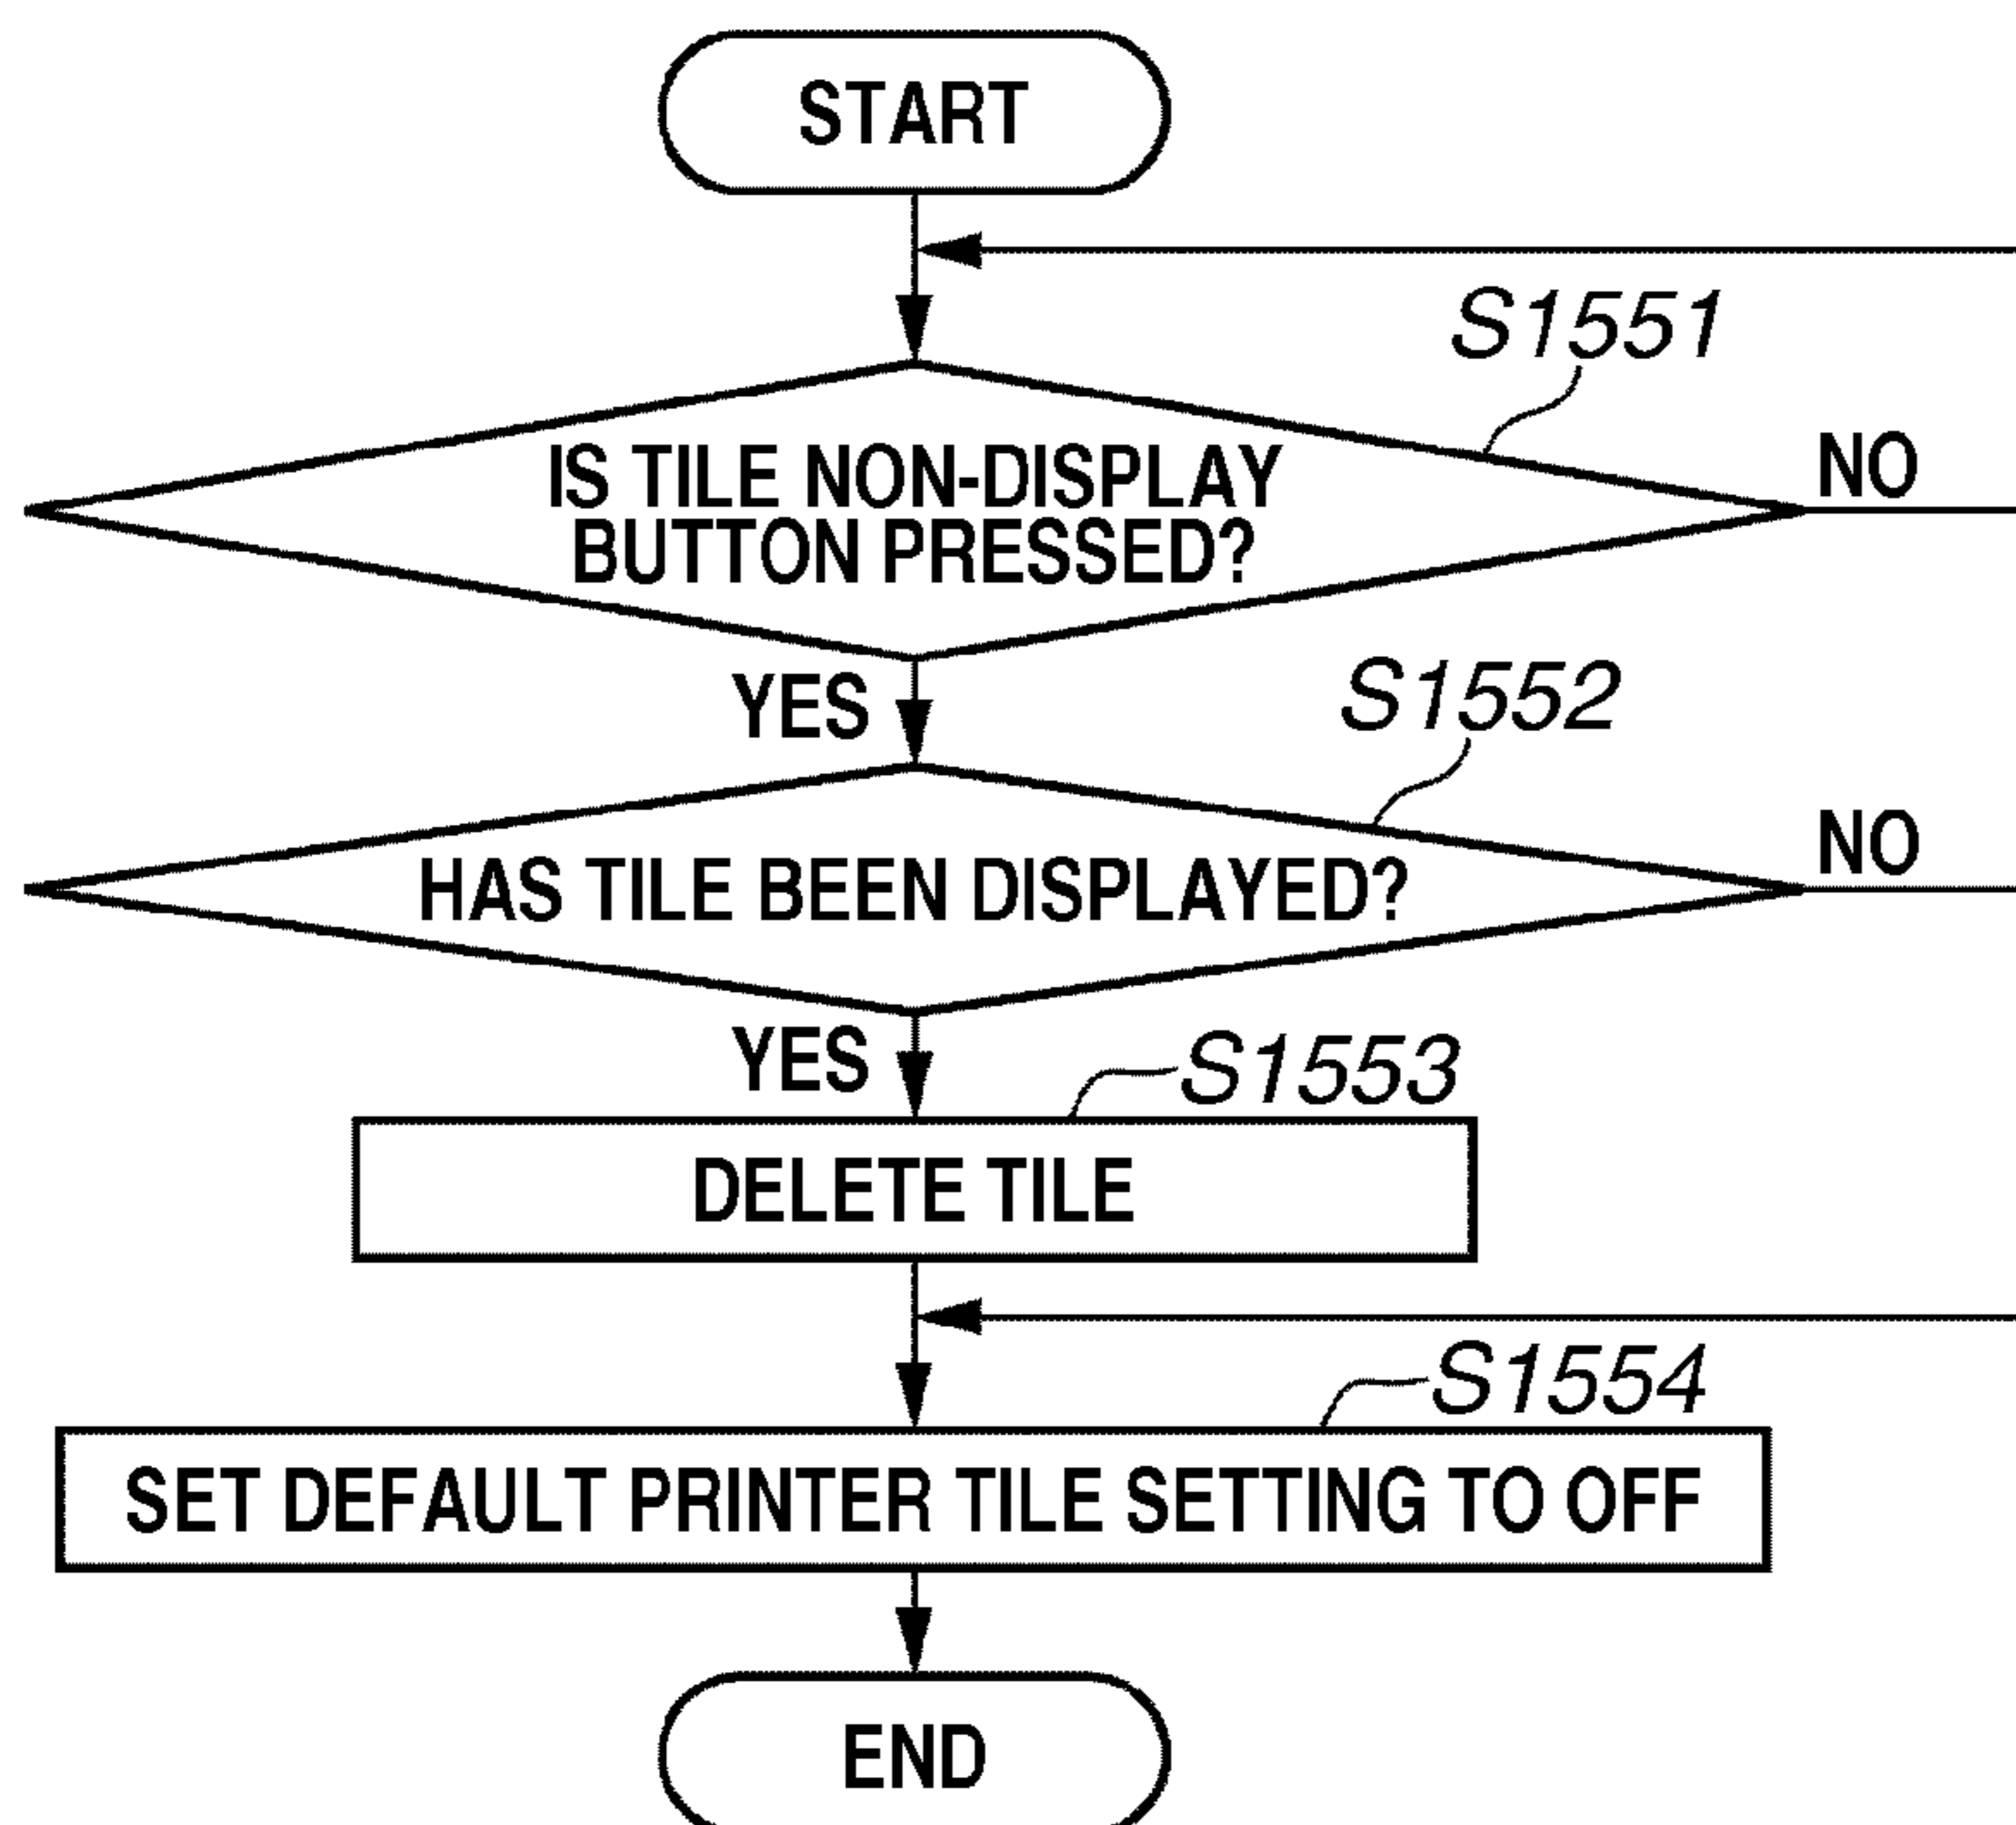 START
S1551
IS TILE NON-DISPLAY
BUTTON PRESSED?
NO
YES
S1552
HAS TILE BEEN DISPLAYED?
NO
YES
S1553
DELETE TILE
S1554
SET DEFAULT PRINTER TILE SETTING TO OFF
END